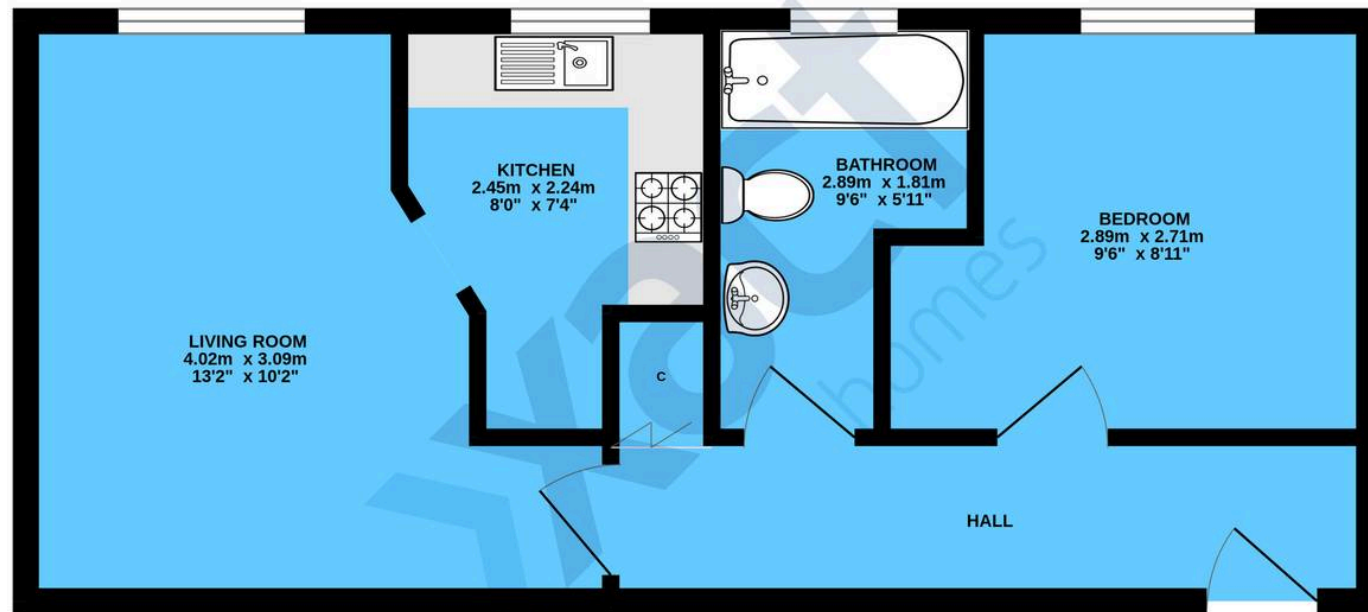 KITCHEN
2.45m x 2.24m
8'0" x 7'4"
BATHROOM
2.89m x 1.81m
9'6" x 5'11"
BEDROOM
2.89m x 2.71m
9'6" x 8'11"
LIVING ROOM
4.02m x 3.09m
13'2" x 10'2"
C
HALL
xact
homes